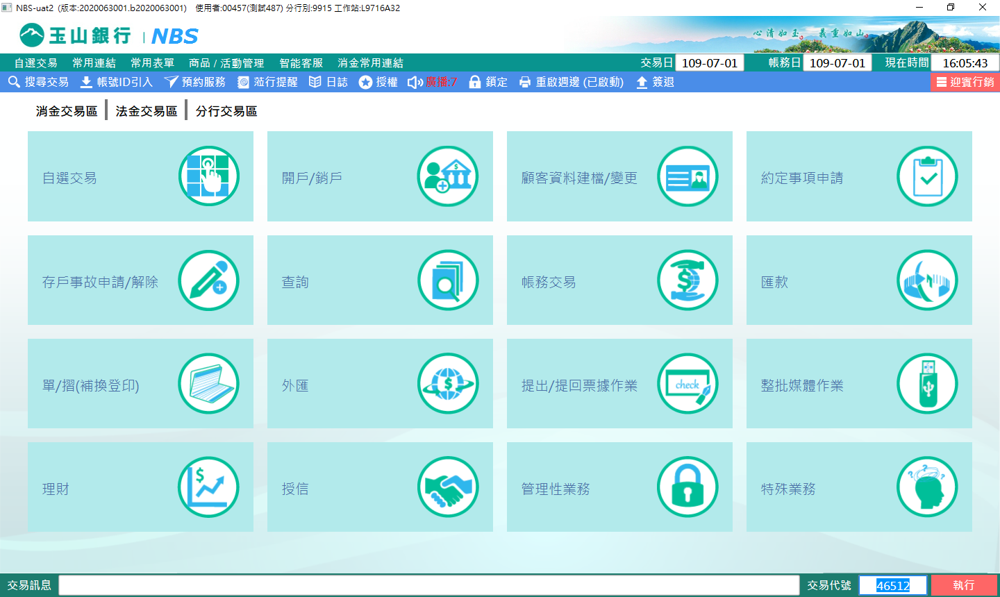 NBS-uat2 (版本:2020063001.b2020063001) 使用者:00457(測試487) 分行別:9915 工作站:L9716A32
玉山銀行 | NBS
心清如玉。 義重如山。
自選交易 常用連結 常用表單 商品 / 活動管理 智能客服 消金常用連結 交易日 109-07-01 帳務日 109-07-01 現在時間 16:05:43
搜尋交易 帳號ID引入 預約服務 蒞行提醒 日誌 授權 廣播:7 鎖定 重啟週邊 (已啟動) 簽退 迎賓行銷
消金交易區 法金交易區 分行交易區
自選交易 開戶/銷戶 顧客資料建檔/變更 約定事項申請
存戶事故申請/解除 查詢 帳務交易 匯款
單/摺(補換登印) 外匯 提出/提回票據作業 check 整批媒體作業
理財 授信 管理性業務 特殊業務
交易訊息 交易代號 46512 執行